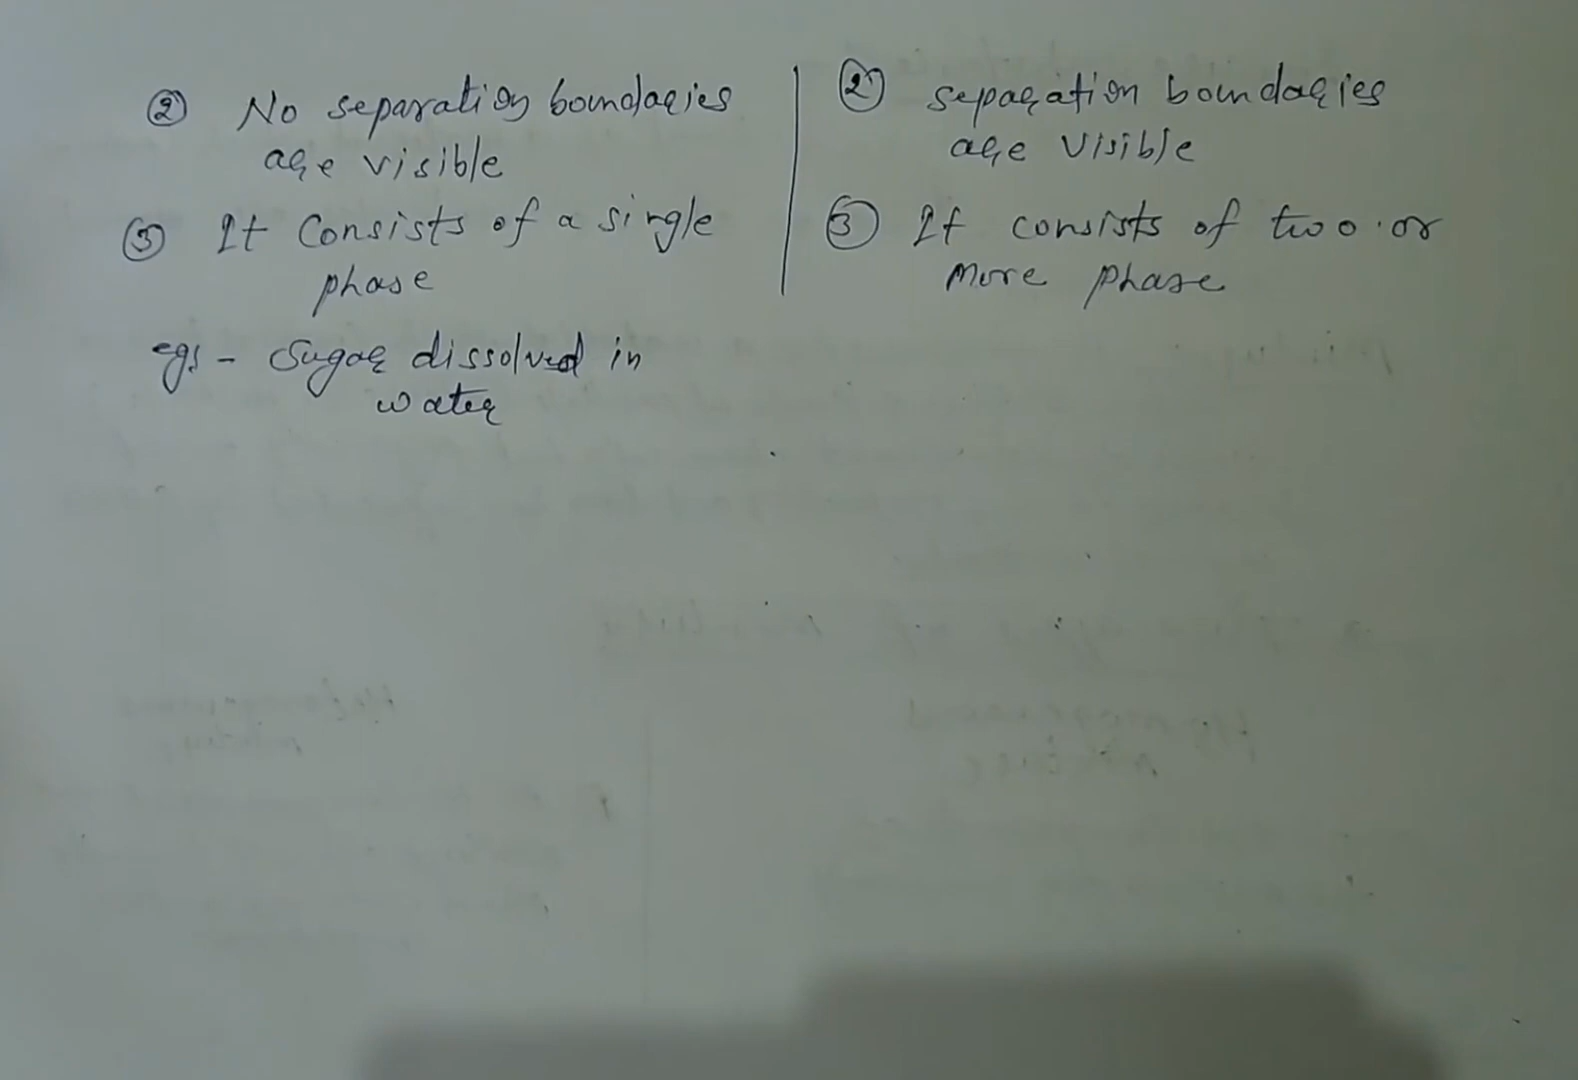 ② No separation boundaries
are visible
③ It Consists of a single
phase
egs - Sugar dissolved in
water
② separation boundaries
are visible
③ It consists of two or
more phase